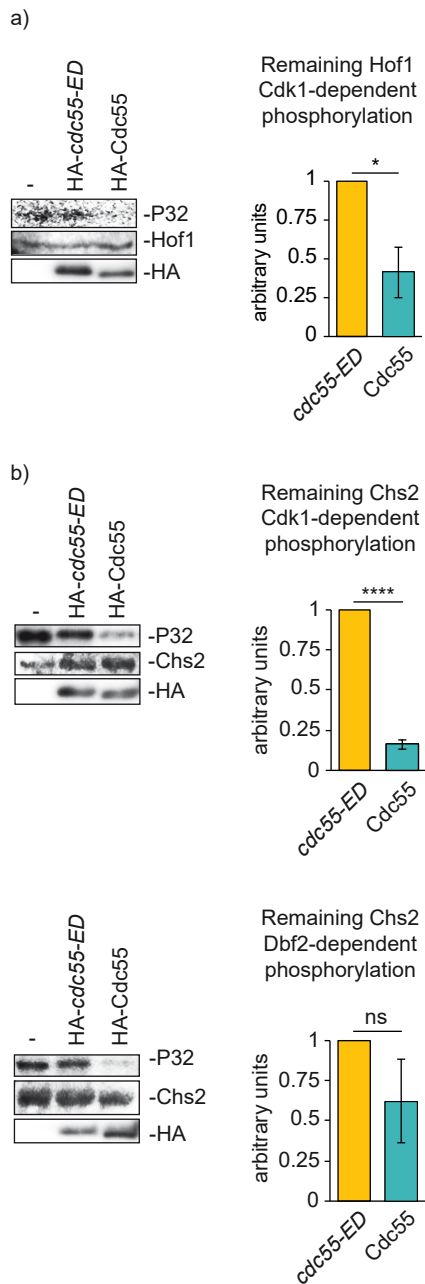 a)
-
HA-cdc55-ED
HA-Cdc55
-P32
-Hof1
-HA
Remaining Hof1
Cdk1-dependent
phosphorylation
*
arbitrary units
1
0.75
0.5
0.25
0
cdc55-ED
Cdc55
b)
-
HA-cdc55-ED
HA-Cdc55
-P32
-Chs2
-HA
Remaining Chs2
Cdk1-dependent
phosphorylation
****
arbitrary units
1
0.75
0.5
0.25
0
cdc55-ED
Cdc55
-
HA-cdc55-ED
HA-Cdc55
-P32
-Chs2
-HA
Remaining Chs2
Dbf2-dependent
phosphorylation
ns
arbitrary units
1
0.75
0.5
0.25
0
cdc55-ED
Cdc55